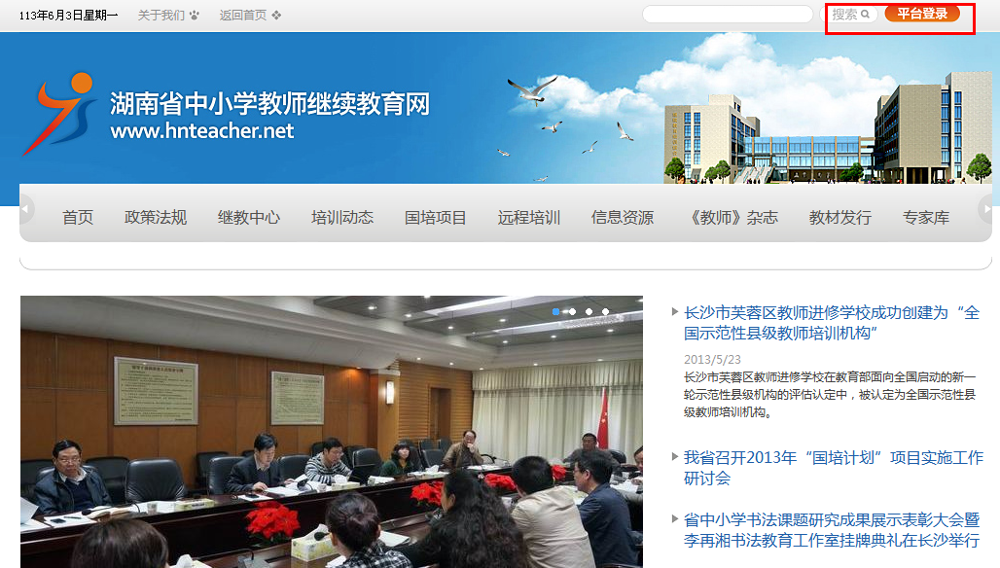 113年6月3日星期一 关于我们 返回首页 搜索 平台登录
湖南省中小学教师继续教育网
www.hnteacher.net
首页 政策法规 继教中心 培训动态 国培项目 远程培训 信息资源 《教师》杂志 教材发行 专家库
长沙市芙蓉区教师进修学校成功创建为“全
国示范性县级教师培训机构”
2013/5/23
长沙市芙蓉区教师进修学校在教育部面向全国启动的新一
轮示范性县级机构的评估认定中，被认定为全国示范性县
级教师培训机构。
我省召开2013年“国培计划”项目实施工作
研讨会
省中小学书法课题研究成果展示表彰大会暨
李再湘书法教育工作室挂牌典礼在长沙举行